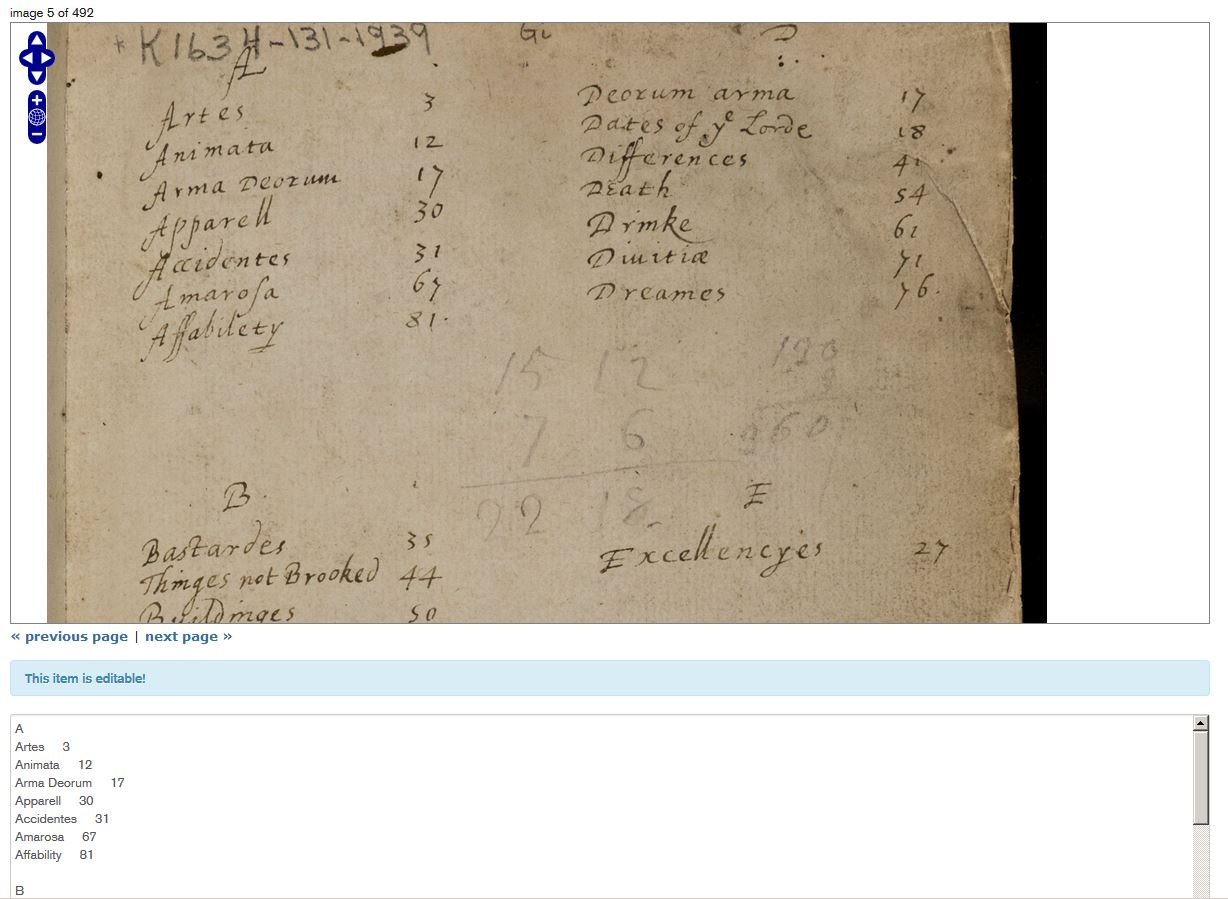 image 5 of 492
* K1634-131-1939
Gi
A
Artes 3
Animata 12
Arma Deorum 17
Apparell 30
Accidentes 31
Amarosa 67
Affabilety 81.
B
Bastardes 35
Thinges not Brooked 44
Buildinges 50
D
Deorum arma 17
Dates of yᵉ Lorde 18
Differences 41
Death 54
Drinke 61
Diuitiæ 71
Dreames 76.
15 12
7 6
22 18
E
Excellencyes 27
« previous page | next page »
This item is editable!
A
Artes 3
Animata 12
Arma Deorum 17
Apparell 30
Accidentes 31
Amarosa 67
Affability 81
B